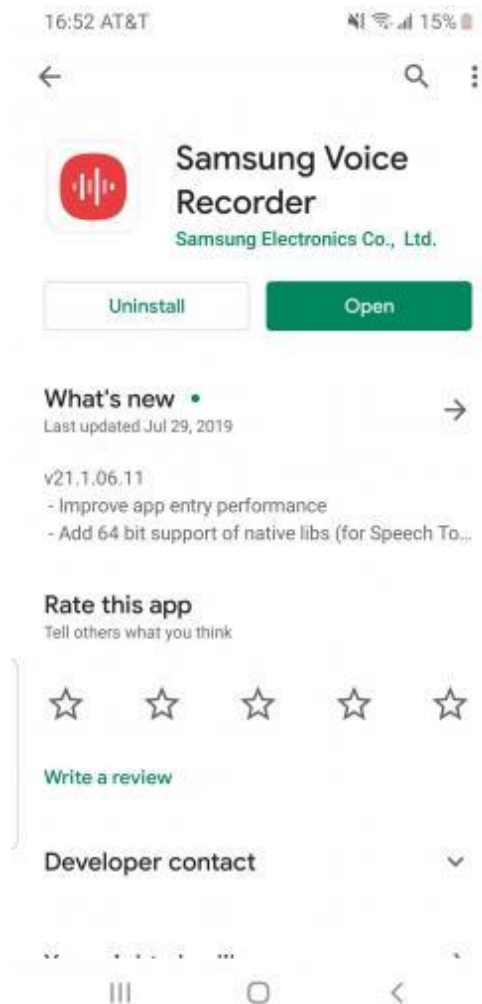 16:52 AT&T 15%
Samsung Voice
Recorder
Samsung Electronics Co., Ltd.
Uninstall Open
What's new
Last updated Jul 29, 2019
v21.1.06.11
- Improve app entry performance
- Add 64 bit support of native libs (for Speech To...
Rate this app
Tell others what you think
Write a review
Developer contact